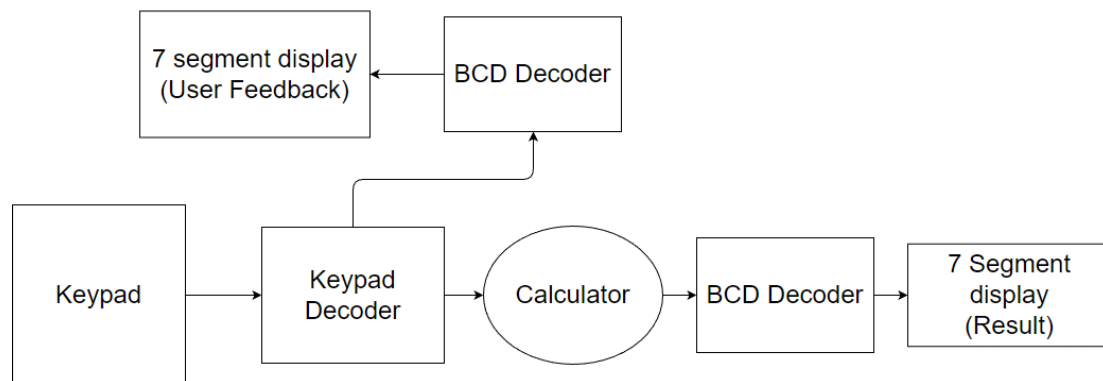 7 segment display
(User Feedback)
BCD Decoder
Keypad
Keypad
Decoder
Calculator
BCD Decoder
7 Segment
display
(Result)